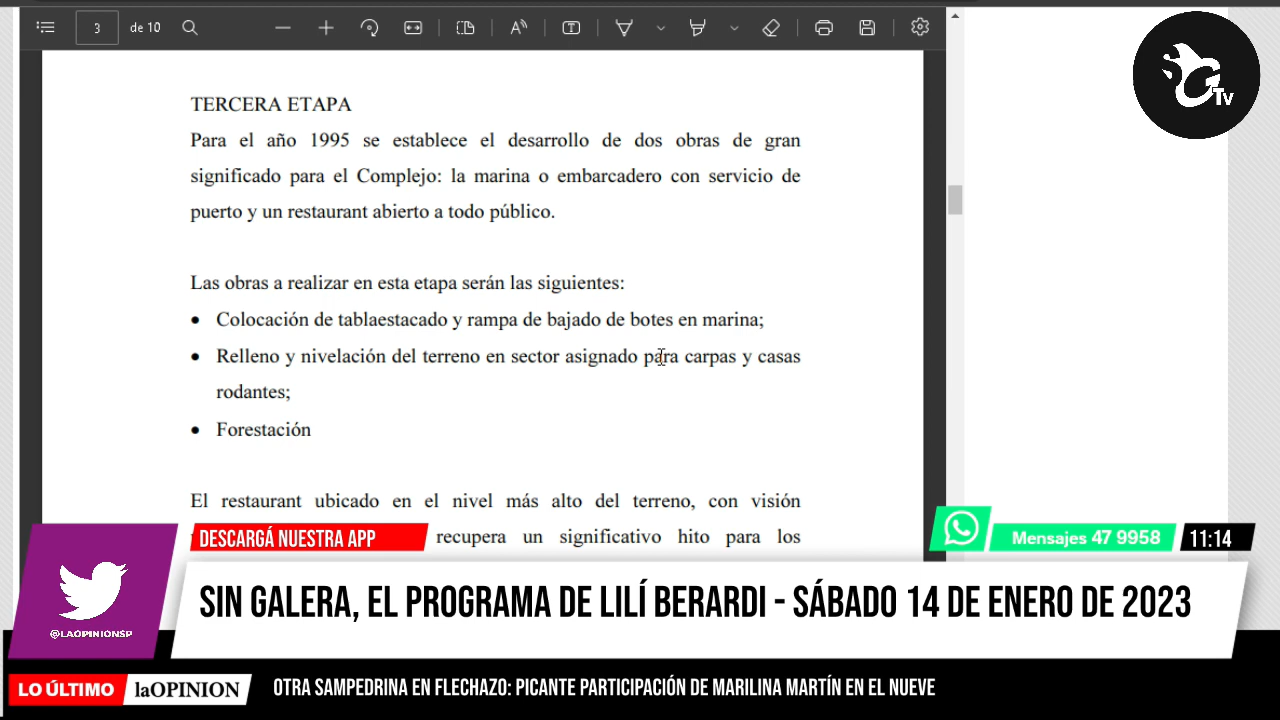 3 de 10
GTv
TERCERA ETAPA
Para el año 1995 se establece el desarrollo de dos obras de gran
significado para el Complejo: la marina o embarcadero con servicio de
puerto y un restaurant abierto a todo público.
Las obras a realizar en esta etapa serán las siguientes:
• Colocación de tablaestacado y rampa de bajado de botes en marina;
• Relleno y nivelación del terreno en sector asignado para carpas y casas
rodantes;
• Forestación
El restaurant ubicado en el nivel más alto del terreno, con visión
recupera un significativo hito para los
DESCARGÁ NUESTRA APP
Mensajes 47 9958
11:14
SIN GALERA, EL PROGRAMA DE LILÍ BERARDI - SÁBADO 14 DE ENERO DE 2023
@LAOPINIONSP
LO ÚLTIMO laOPINION OTRA SAMPEDRINA EN FLECHAZO: PICANTE PARTICIPACIÓN DE MARILINA MARTÍN EN EL NUEVE